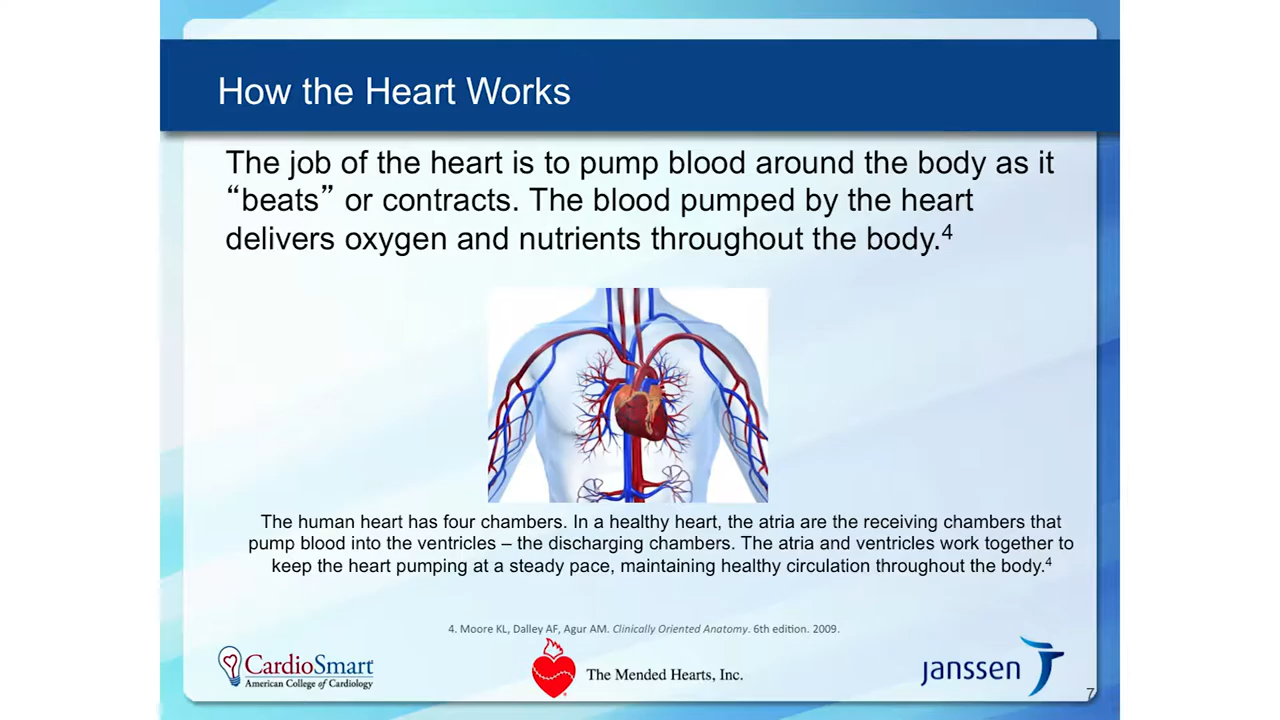 How the Heart Works
The job of the heart is to pump blood around the body as it
“beats” or contracts. The blood pumped by the heart
delivers oxygen and nutrients throughout the body.4
The human heart has four chambers. In a healthy heart, the atria are the receiving chambers that
pump blood into the ventricles – the discharging chambers. The atria and ventricles work together to
keep the heart pumping at a steady pace, maintaining healthy circulation throughout the body.4
4. Moore KL, Dalley AF, Agur AM. Clinically Oriented Anatomy. 6th edition. 2009.
CardioSmart
American College of Cardiology
The Mended Hearts, Inc.
janssen
7